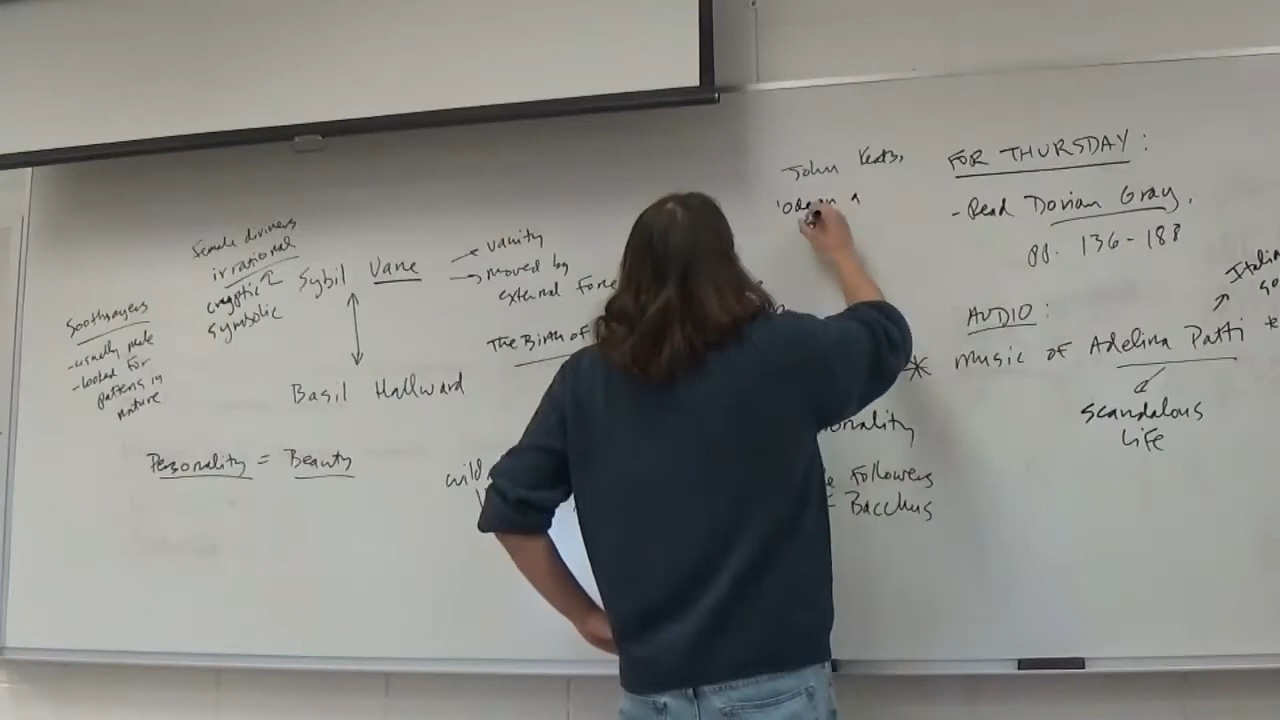 Soothsayers
-usually male
-looked for
patterns in
nature
Female diviners
irrational
cryptic
symbolic
Sybil Vane
vanity
moved by
external force
Basil Hallward
The Birth of
Personality = Beauty
wild
John Keats,
'Ode on a
Followers
Bacchus
FOR THURSDAY:
-Read Dorian Gray,
pp. 136-188
AUDIO:
* music of Adelina Patti *
scandalous
life